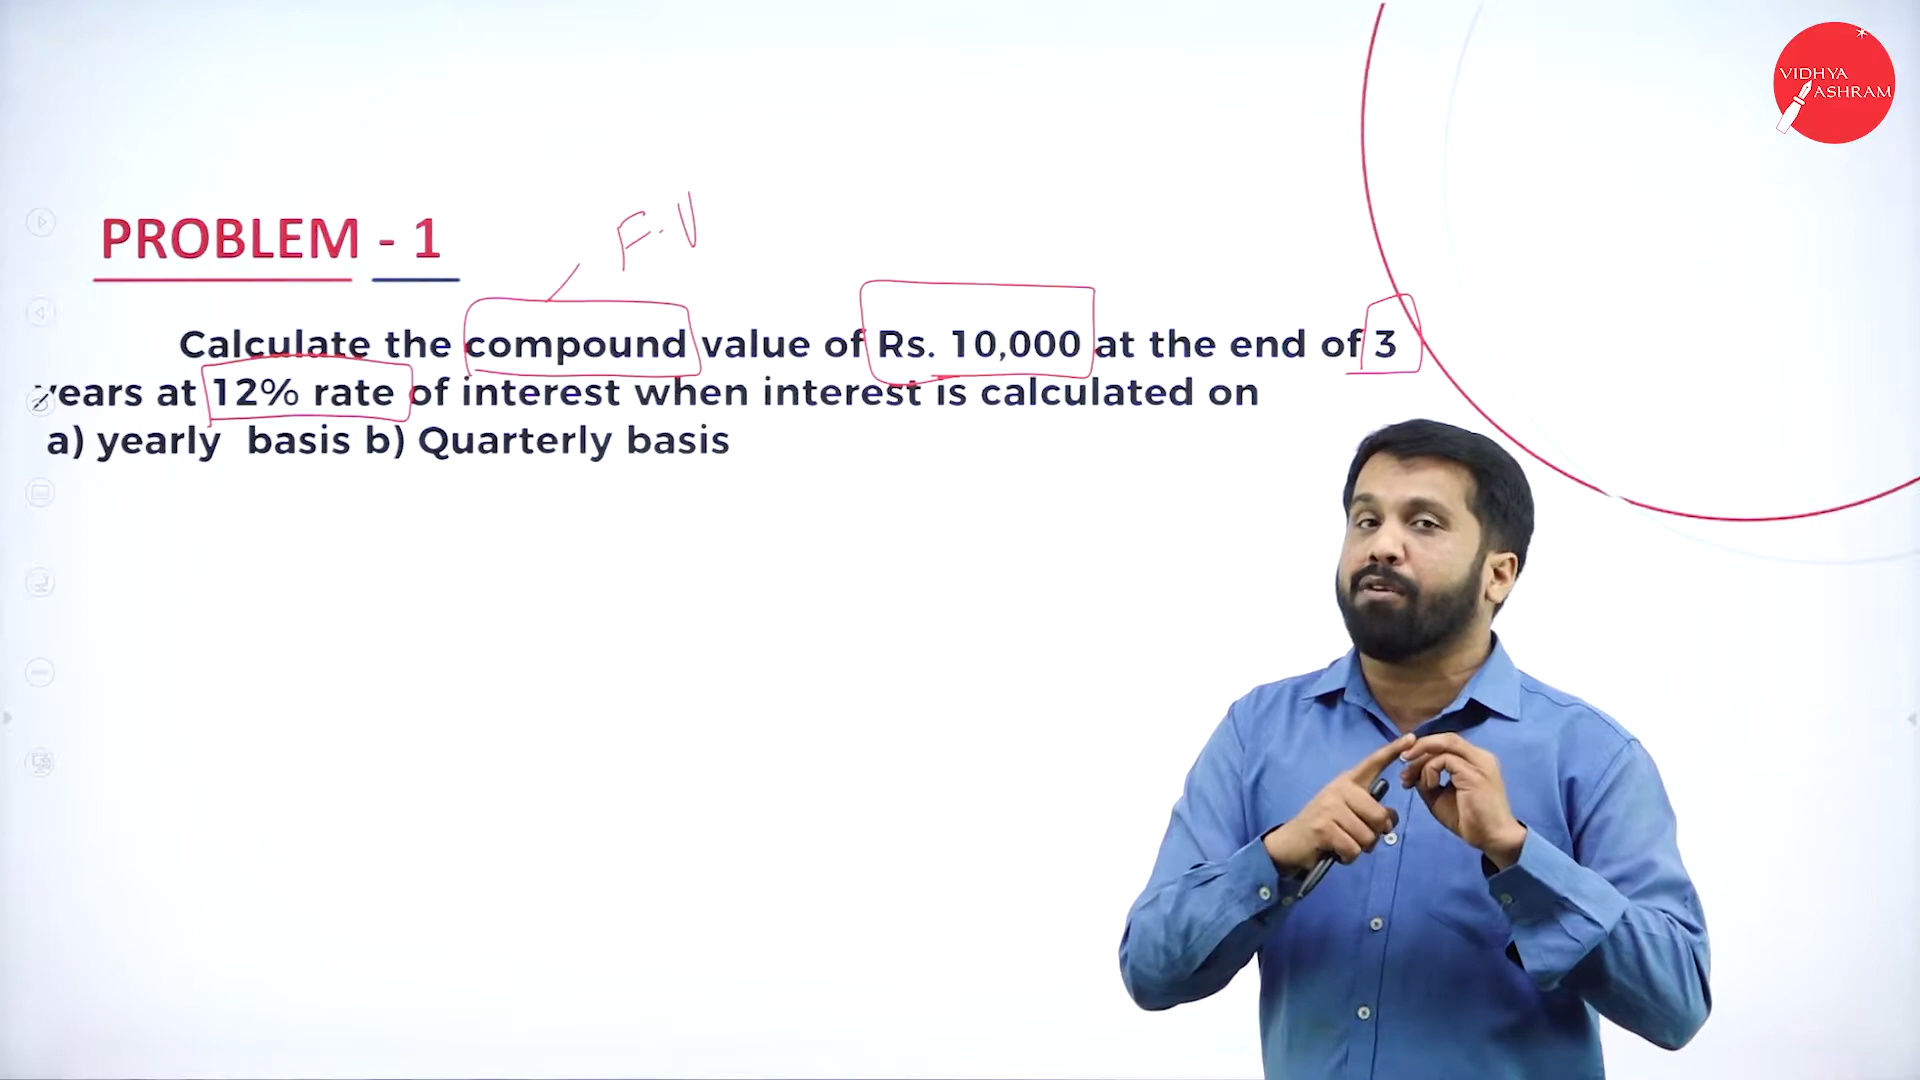 VIDHYA
ASHRAM
F.V
PROBLEM - 1
Calculate the compound value of Rs. 10,000 at the end of 3
years at 12% rate of interest when interest is calculated on
a) yearly basis b) Quarterly basis